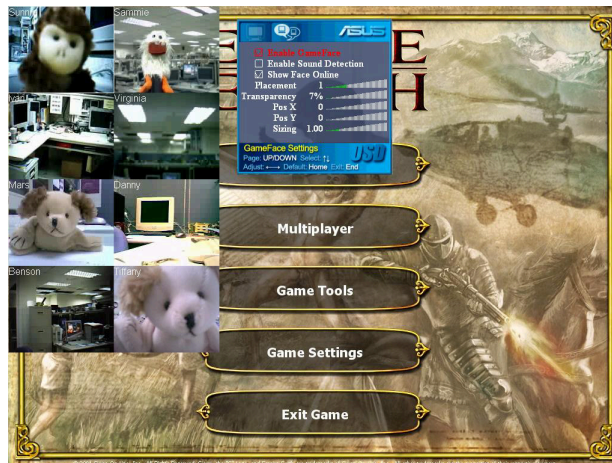 Sunny
Sammie
Ivan
Virginia
Mars
Danny
Benson
Tiffany
ASUS
Enable GameFace
Enable Sound Detection
Show Face Online
Placement 1
Transparency 7%
Pos X 0
Pos Y 0
Sizing 1.00
GameFace Settings
Page: UP/DOWN Select: ↑↓
Adjust: ←→ Default: Home Exit: End
OSD
Multiplayer
Game Tools
Game Settings
Exit Game